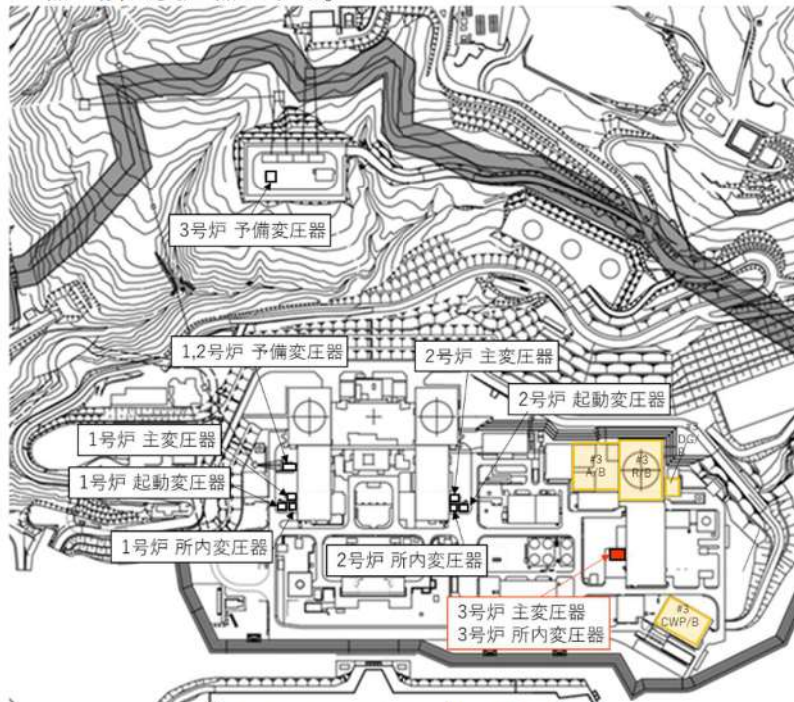 3号炉 予備変圧器
1,2号炉 予備変圧器
2号炉 主変圧器
2号炉 起動変圧器
1号炉 主変圧器
1号炉 起動変圧器
1号炉 所内変圧器
2号炉 所内変圧器
#3
A/B
#3
R/B
3号炉 主変圧器
3号炉 所内変圧器
#3
CWP/B